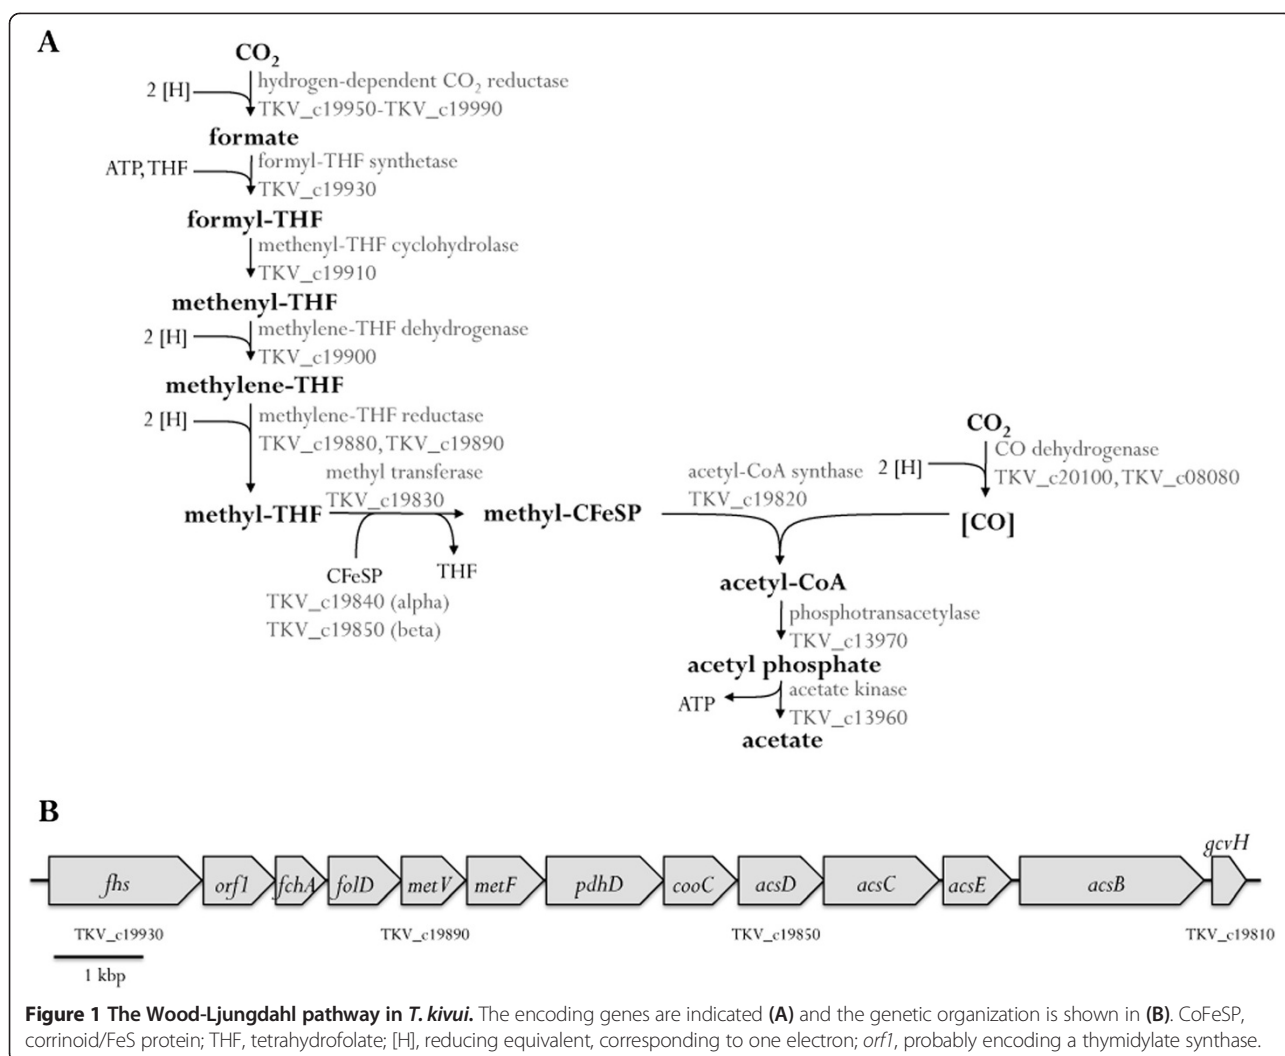 A
CO₂
2 [H]
hydrogen-dependent CO₂ reductase
TKV_c19950-TKV_c19990
formate
ATP, THF
formyl-THF synthetase
TKV_c19930
formyl-THF
methenyl-THF cyclohydrolase
TKV_c19910
methenyl-THF
2 [H]
methylene-THF dehydrogenase
TKV_c19900
methylene-THF
2 [H]
methylene-THF reductase
TKV_c19880, TKV_c19890
methyl transferase
TKV_c19830
methyl-THF
CFeSP
THF
TKV_c19840 (alpha)
TKV_c19850 (beta)
methyl-CFeSP
acetyl-CoA synthase
TKV_c19820
CO₂
2 [H]
CO dehydrogenase
TKV_c20100, TKV_c08080
[CO]
acetyl-CoA
phosphotransacetylase
TKV_c13970
acetyl phosphate
ATP
acetate kinase
TKV_c13960
acetate
B
fhs orf1 fchA folD metV metF pdhD cooC acsD acsC acsE acsB gcvH
TKV_c19930 TKV_c19890 TKV_c19850 TKV_c19810
1 kbp
Figure 1 The Wood-Ljungdahl pathway in T. kivui. The encoding genes are indicated (A) and the genetic organization is shown in (B). CoFeSP,
corrinoid/FeS protein; THF, tetrahydrofolate; [H], reducing equivalent, corresponding to one electron; orf1, probably encoding a thymidylate synthase.